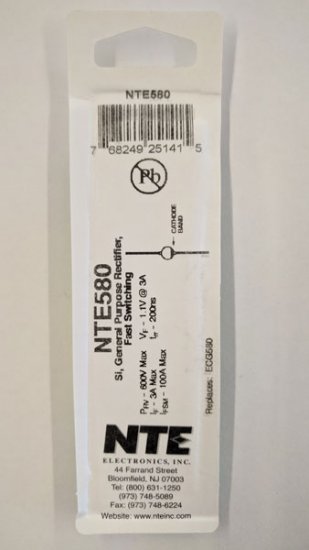 NTE580
7 68249 25141 5
Pb
CATHODE
BAND
NTE580
Si, General Purpose Rectifier,
Fast Switching
PRV – 600V Max VF – 1.1V @ 3A
IF – 3A Max trr – 200ns
IFSM – 100A Max
Replaces: ECG580
NTE
ELECTRONICS, INC.
44 Farrand Street
Bloomfield, NJ 07003
Tel: (800) 631-1250
(973) 748-5089
Fax: (973) 748-6224
Website: www.nteinc.com